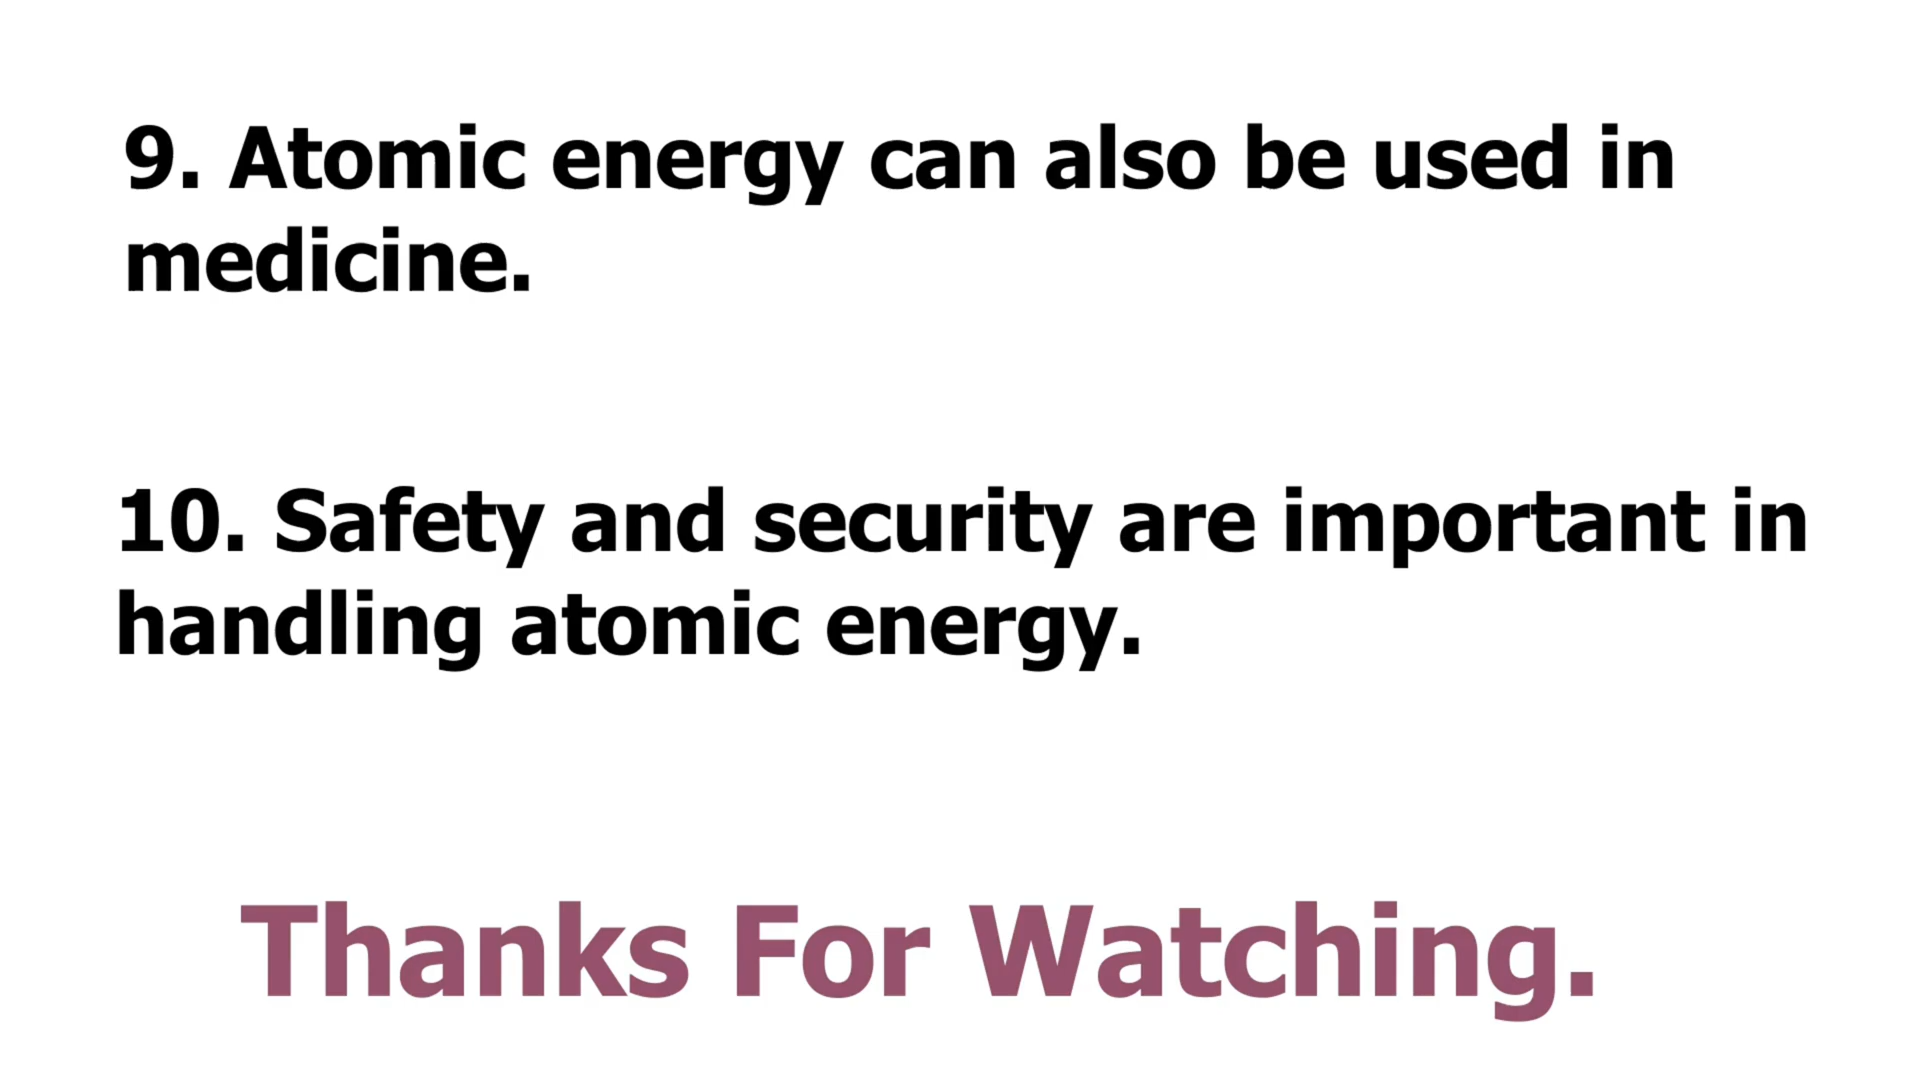 9. Atomic energy can also be used in
medicine.
10. Safety and security are important in
handling atomic energy.
Thanks For Watching.